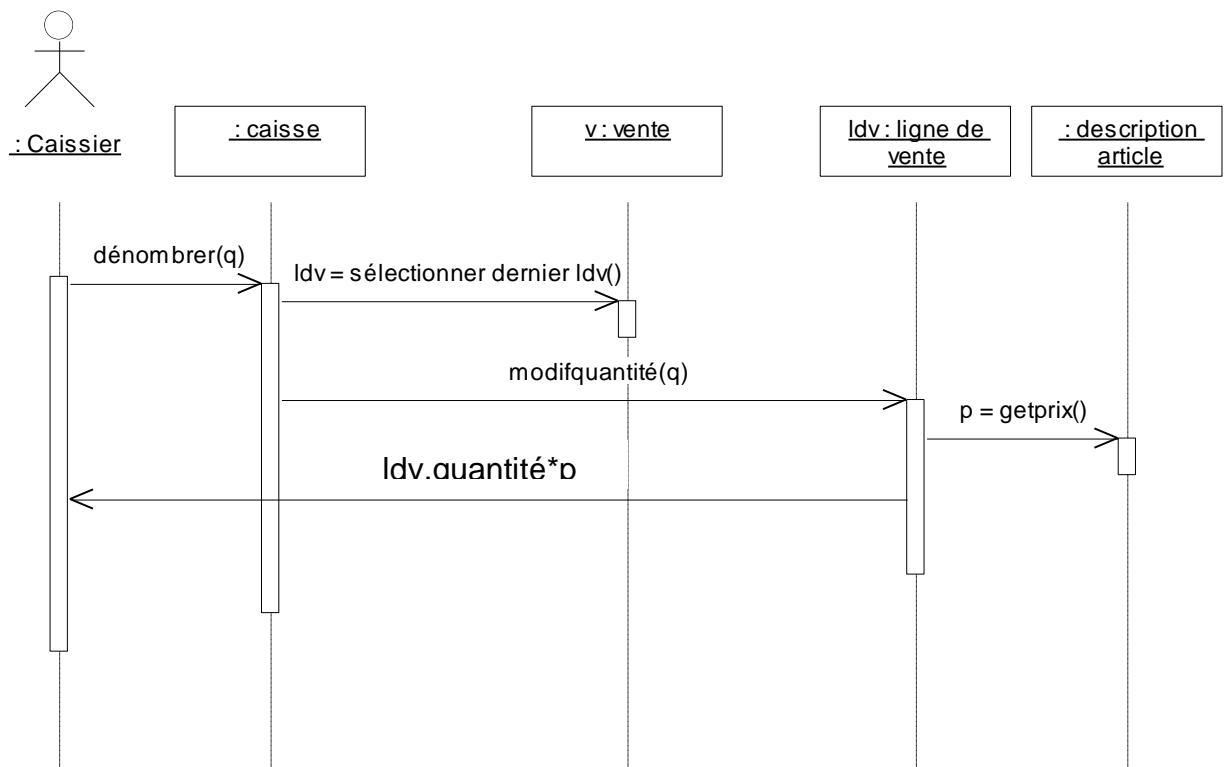 : Caissier
: caisse
v : vente
ldv : ligne de
vente
: description
article
dénombrer(q)
ldv = sélectionner dernier ldv()
modifquantité(q)
p = getprix()
ldv.quantité*p